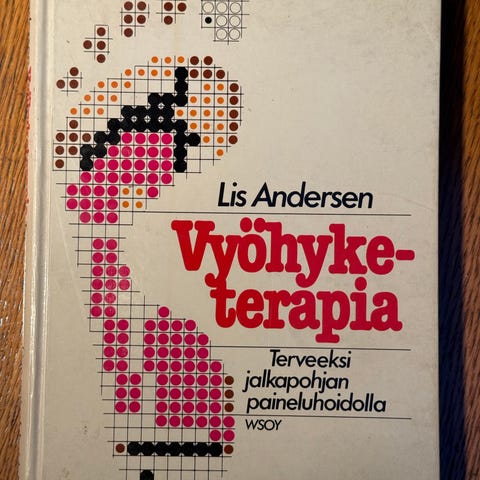 Lis Andersen
Vyöhyke-
terapia
Terveeksi
jalkapohjan
paineluhoidolla
WSOY